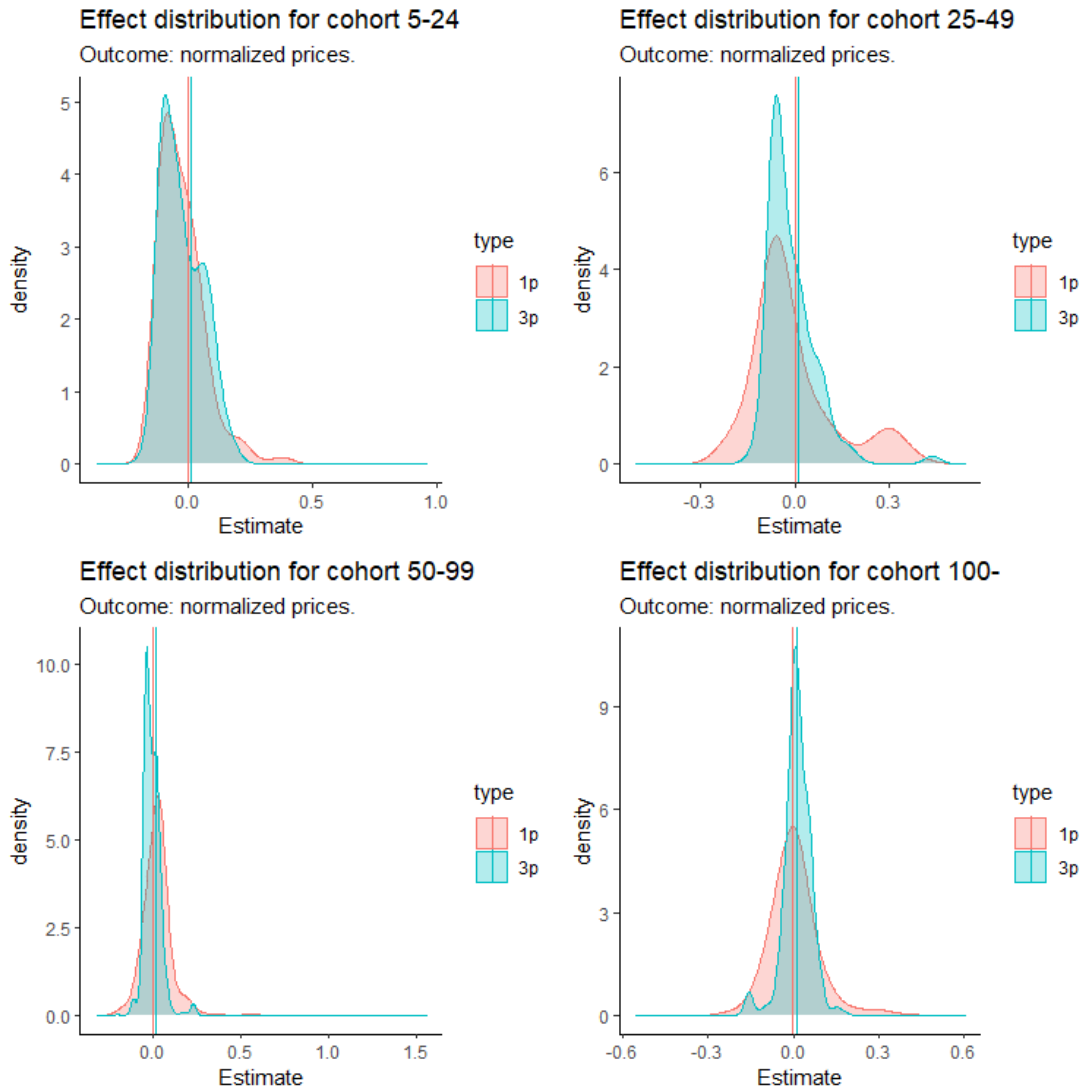 Effect distribution for cohort 5-24
Outcome: normalized prices.
5
4
3
2
1
0
density
0.0
0.5
1.0
Estimate
type
1p
3p
Effect distribution for cohort 25-49
Outcome: normalized prices.
6
4
2
0
density
-0.3
0.0
0.3
Estimate
type
1p
3p
Effect distribution for cohort 50-99
Outcome: normalized prices.
10.0
7.5
5.0
2.5
0.0
density
0.0
0.5
1.0
1.5
Estimate
type
1p
3p
Effect distribution for cohort 100-
Outcome: normalized prices.
9
6
3
0
density
-0.6
-0.3
0.0
0.3
0.6
Estimate
type
1p
3p